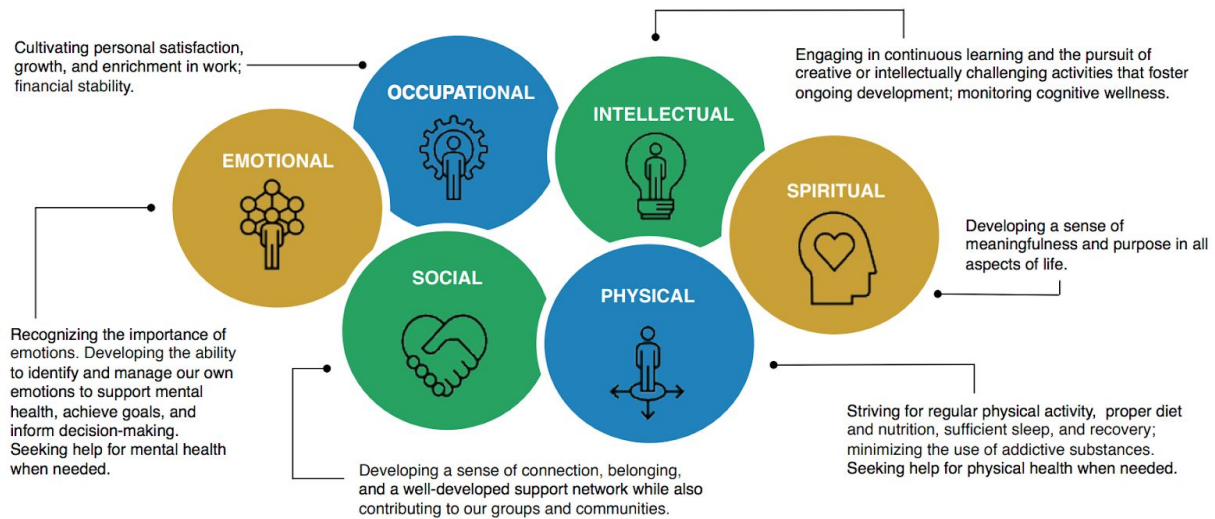 Cultivating personal satisfaction,
growth, and enrichment in work;
financial stability.
OCCUPATIONAL
Engaging in continuous learning and the pursuit of
creative or intellectually challenging activities that foster
ongoing development; monitoring cognitive wellness.
INTELLECTUAL
EMOTIONAL
SPIRITUAL
Developing a sense of
meaningfulness and purpose in all
aspects of life.
SOCIAL
PHYSICAL
Recognizing the importance of
emotions. Developing the ability
to identify and manage our own
emotions to support mental
health, achieve goals, and
inform decision-making.
Seeking help for mental health
when needed.
Developing a sense of connection, belonging,
and a well-developed support network while also
contributing to our groups and communities.
Striving for regular physical activity, proper diet
and nutrition, sufficient sleep, and recovery;
minimizing the use of addictive substances.
Seeking help for physical health when needed.